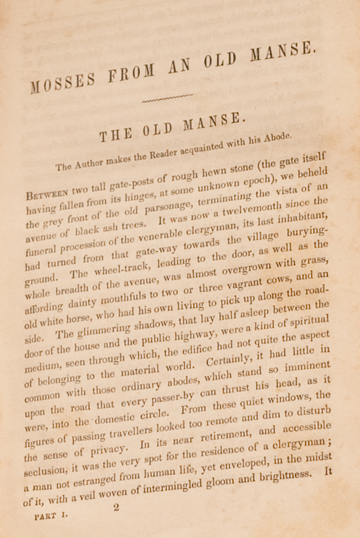 MOSSES FROM AN OLD MANSE.
THE OLD MANSE.
The Author makes the Reader acquainted with his Abode.
BETWEEN two tall gate-posts of rough hewn stone (the gate itself
having fallen from its hinges, at some unknown epoch), we beheld
the grey front of the old parsonage, terminating the vista of an
avenue of black ash trees. It was now a twelvemonth since the
funeral procession of the venerable clergyman, its last inhabitant,
had turned from that gate-way towards the village burying-
ground. The wheel-track, leading to the door, as well as the
whole breadth of the avenue, was almost overgrown with grass,
affording dainty mouthfuls to two or three vagrant cows, and an
old white horse, who had his own living to pick up along the road-
side. The glimmering shadows, that lay half asleep between the
door of the house and the public highway, were a kind of spiritual
medium, seen through which, the edifice had not quite the aspect
of belonging to the material world. Certainly, it had little in
common with those ordinary abodes, which stand so imminent
upon the road that every passer-by can thrust his head, as it
were, into the domestic circle. From these quiet windows, the
figures of passing travellers looked too remote and dim to disturb
the sense of privacy. In its near retirement, and accessible
seclusion, it was the very spot for the residence of a clergyman;
a man not estranged from human life, yet enveloped, in the midst
of it, with a veil woven of intermingled gloom and brightness. It
PART I. 2